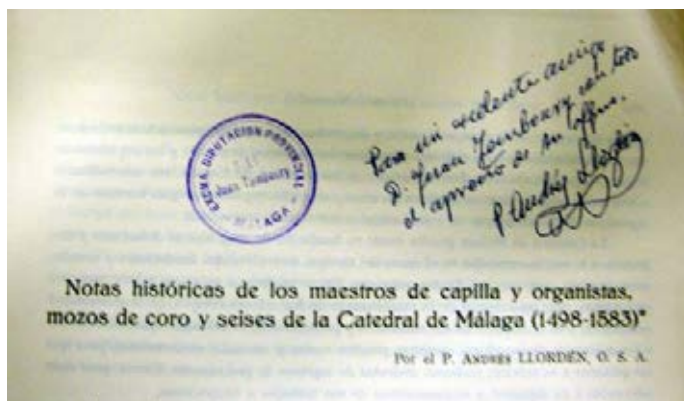 EXCMA. DIPUTACION PROVINCIAL
Juan Temboury
MALAGA
Para mi excelente amigo
D. Juan Temboury con todo
el aprecio de su affmo.
P. Andrés Llordén
Notas históricas de los maestros de capilla y organistas,
mozos de coro y seises de la Catedral de Málaga (1498-1583)*
Por el P. Andrés LLORDÉN, O. S. A.